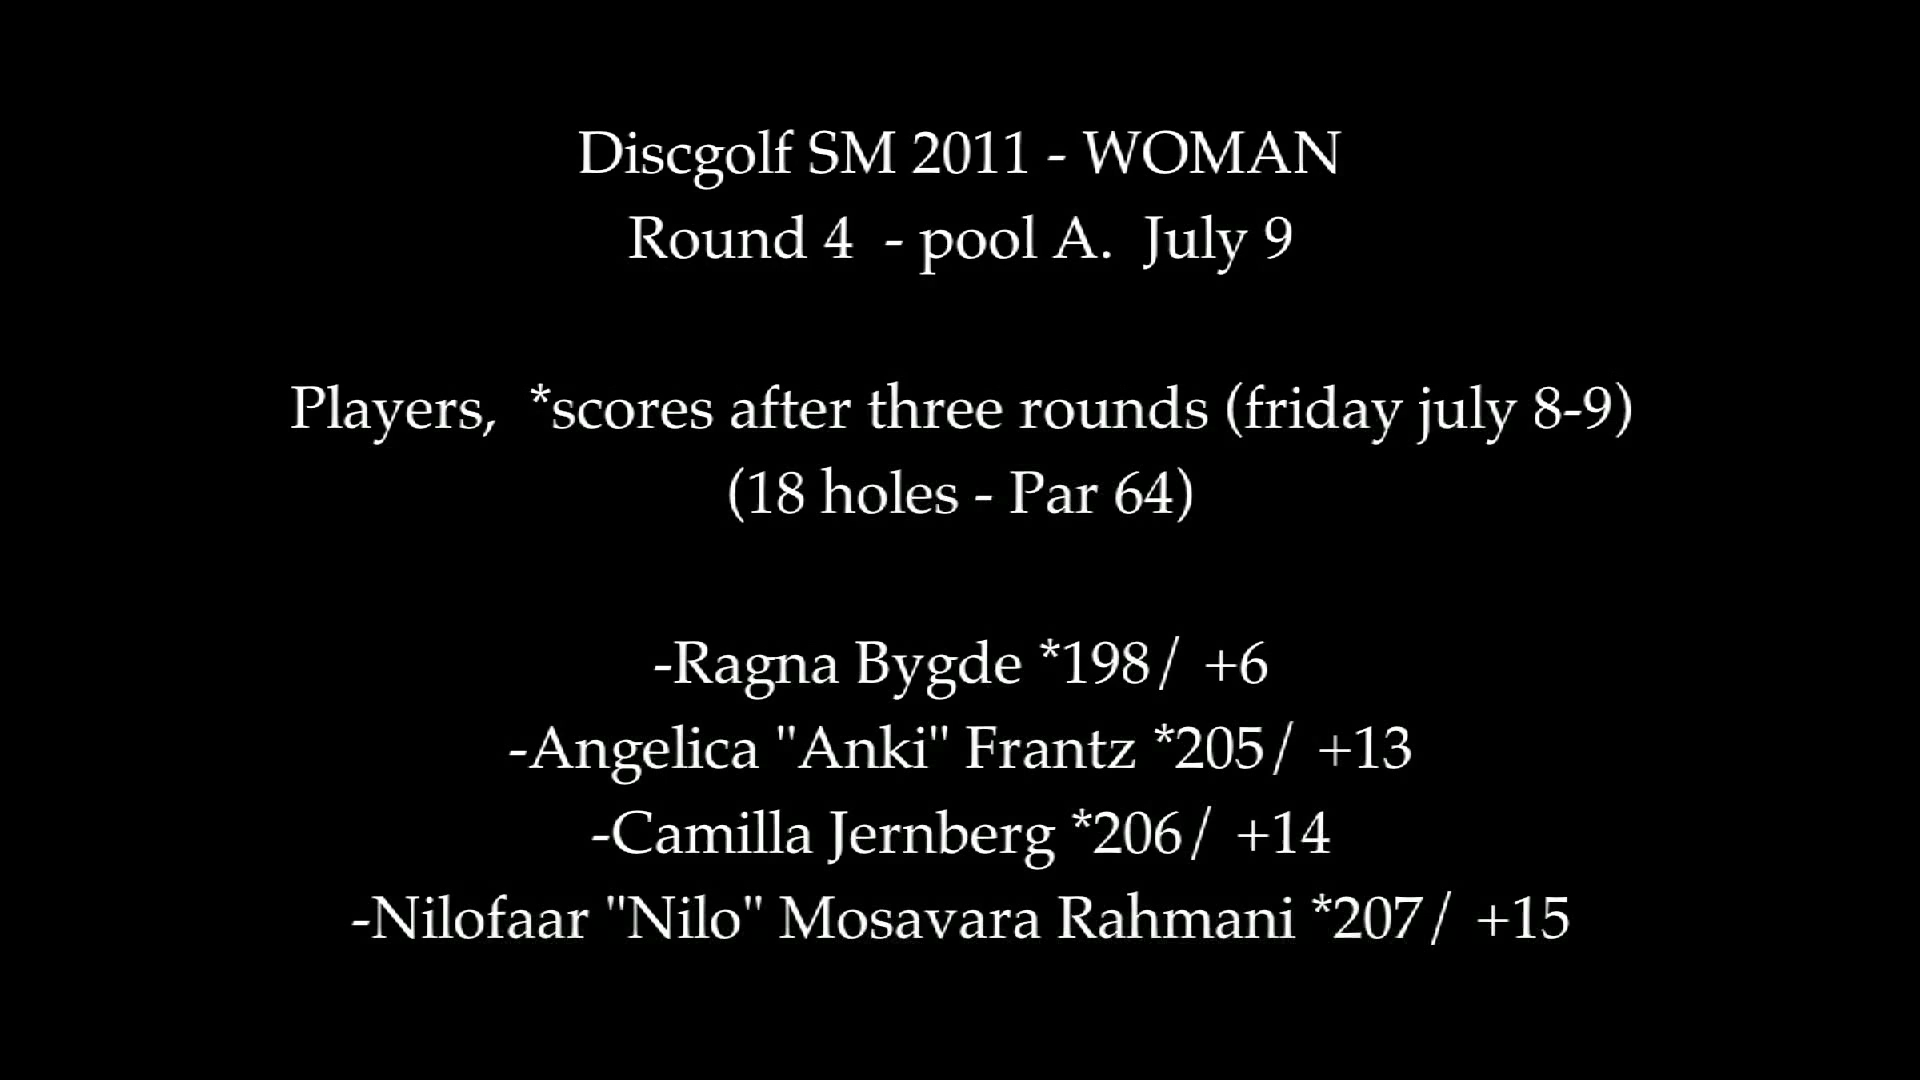 Discgolf SM 2011 - WOMAN
Round 4  - pool A.  July 9
Players,  *scores after three rounds (friday july 8-9)
(18 holes - Par 64)
-Ragna Bygde *198/ +6
-Angelica "Anki" Frantz *205/ +13
-Camilla Jernberg *206/ +14
-Nilofaar "Nilo" Mosavara Rahmani *207/ +15